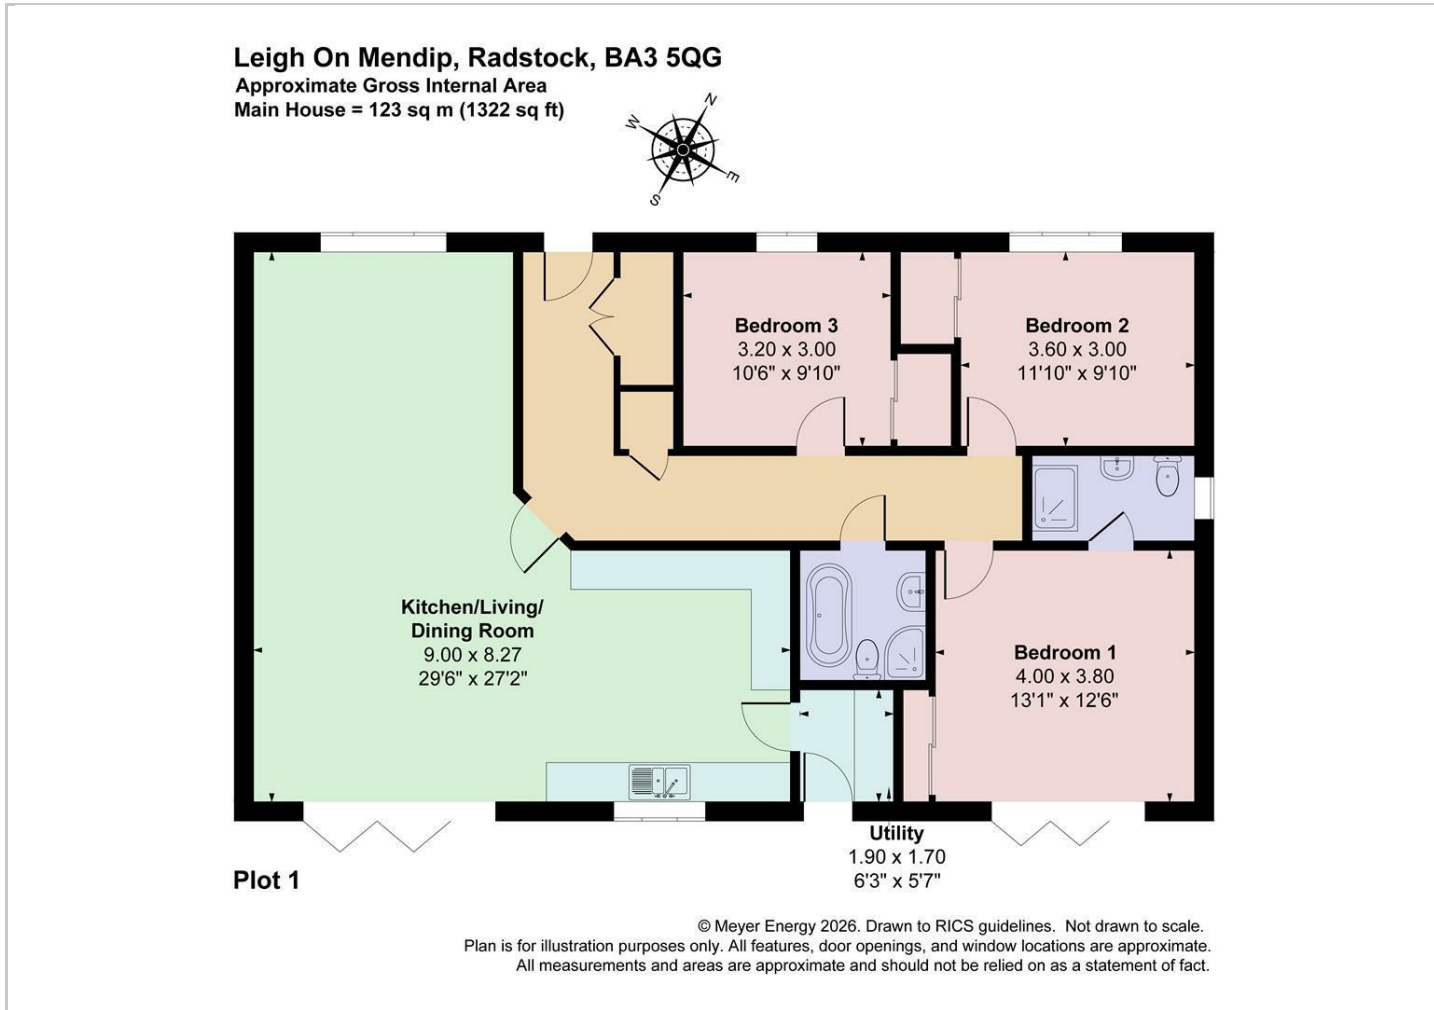 Leigh On Mendip, Radstock, BA3 5QG
Approximate Gross Internal Area
Main House = 123 sq m (1322 sq ft)
N
W
E
S
Bedroom 3
3.20 x 3.00
10'6" x 9'10"
Bedroom 2
3.60 x 3.00
11'10" x 9'10"
Kitchen/Living/
Dining Room
9.00 x 8.27
29'6" x 27'2"
Bedroom 1
4.00 x 3.80
13'1" x 12'6"
Utility
1.90 x 1.70
6'3" x 5'7"
Plot 1
© Meyer Energy 2026. Drawn to RICS guidelines.  Not drawn to scale.
Plan is for illustration purposes only. All features, door openings, and window locations are approximate.
All measurements and areas are approximate and should not be relied on as a statement of fact.